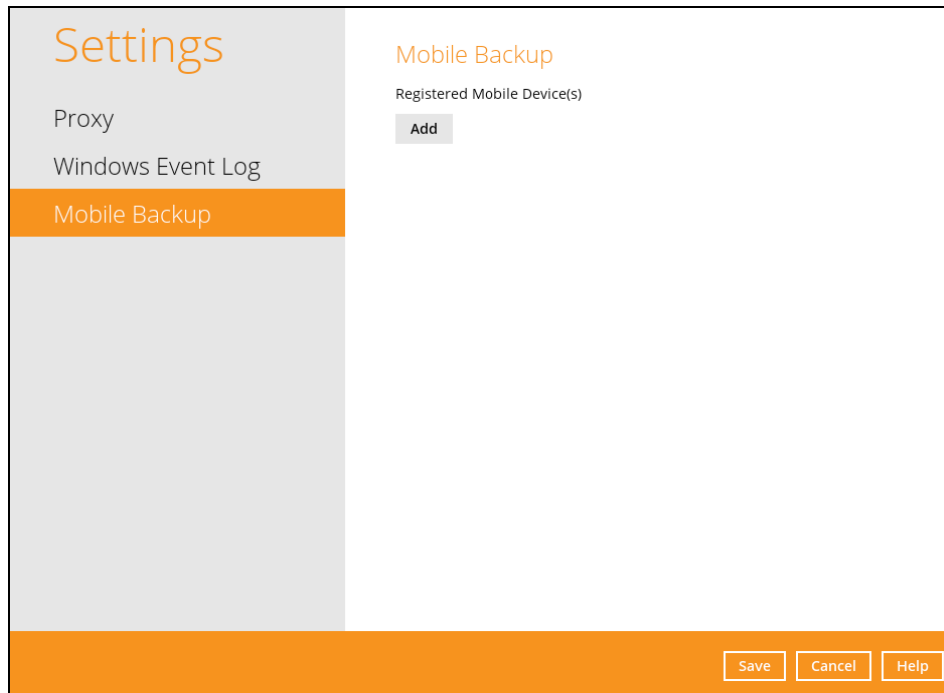 Settings
Proxy
Windows Event Log
Mobile Backup
Mobile Backup
Registered Mobile Device(s)
Add
Save Cancel Help